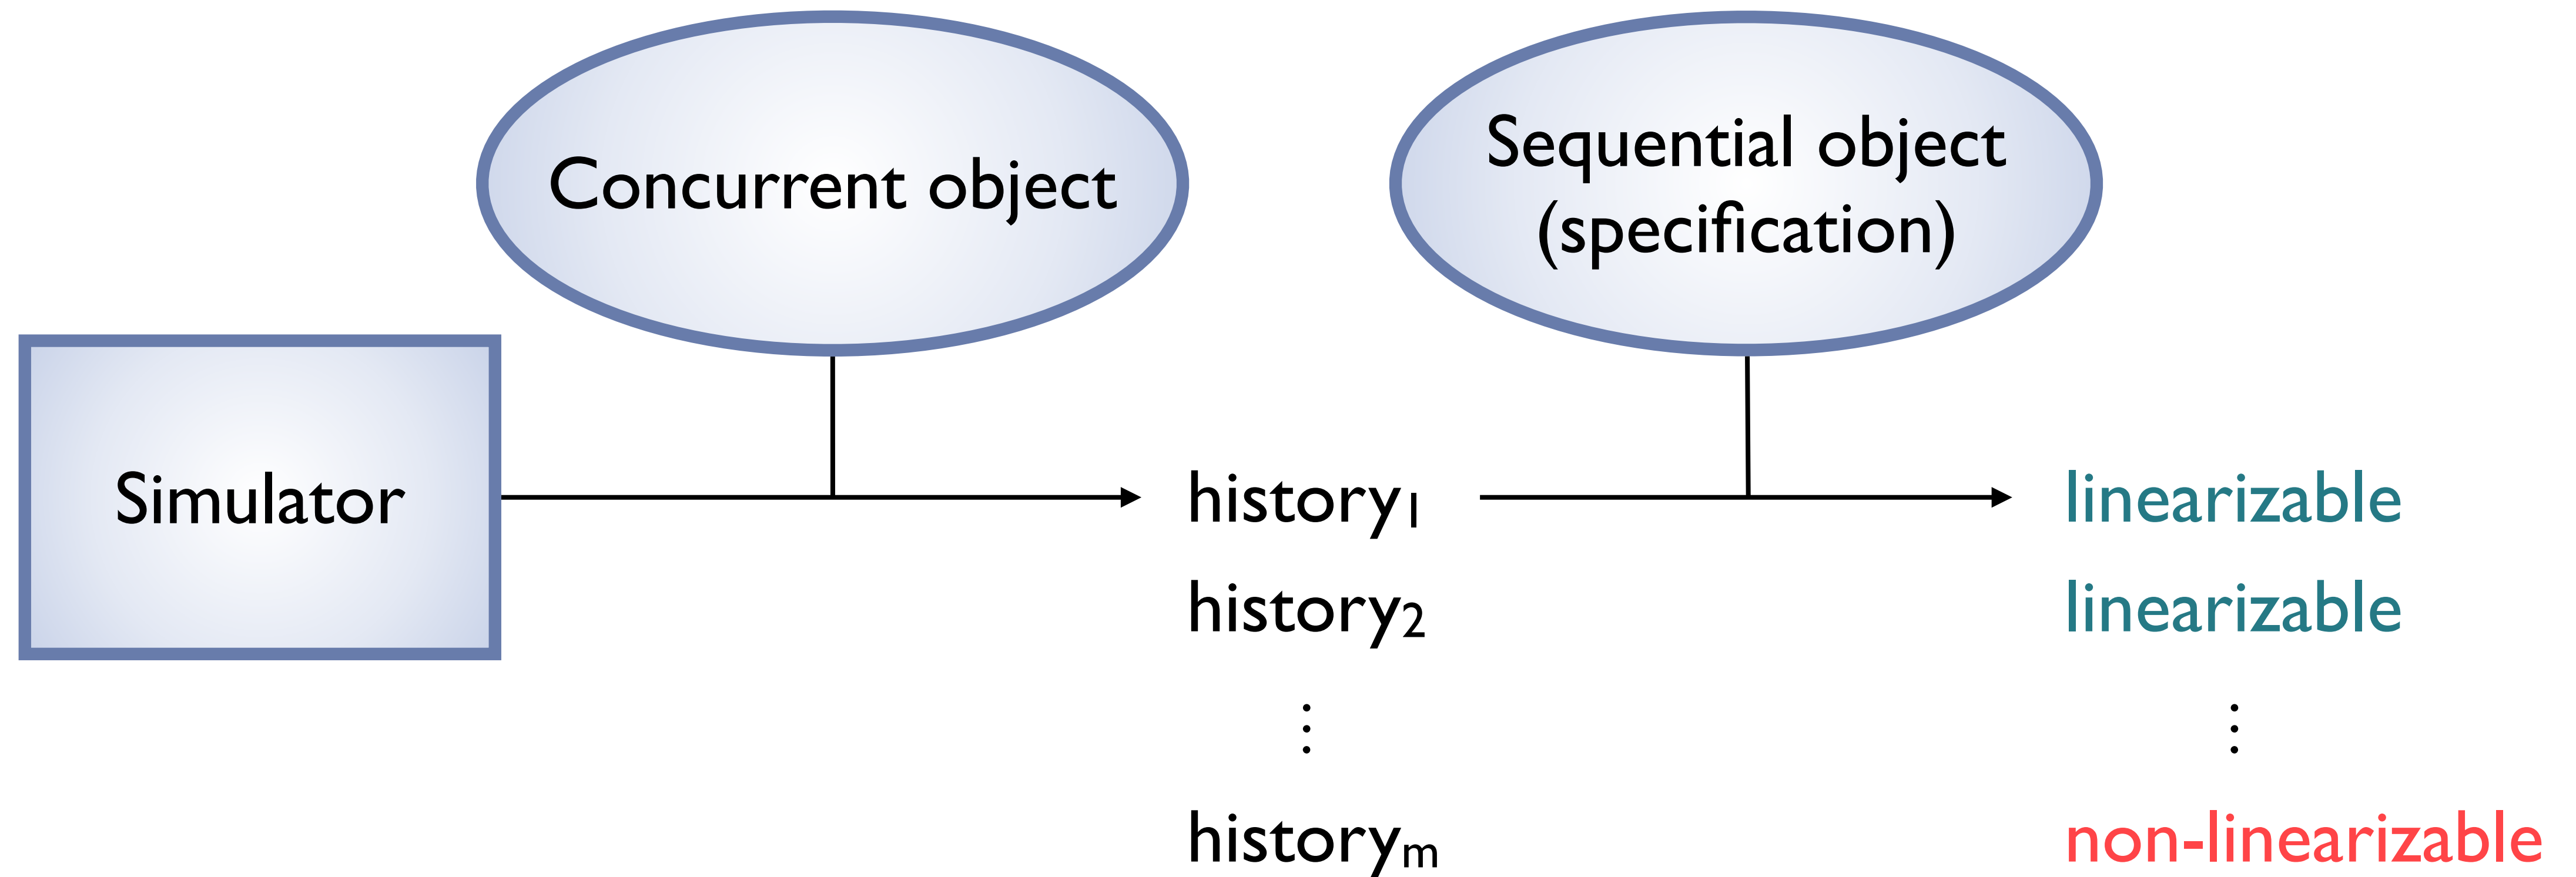 Concurrent object
Sequential object
(specification)
Simulator
history₁
linearizable
history₂
linearizable
⋮
⋮
historyₘ
non-linearizable